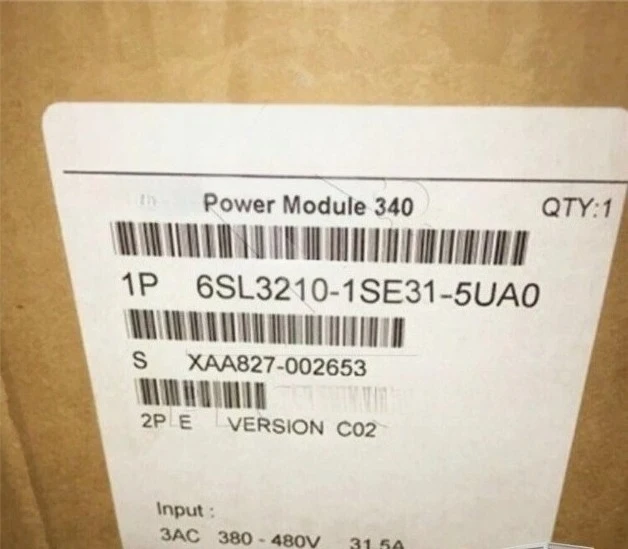 Power Module 340 QTY:1
1P 6SL3210-1SE31-5UA0
S XAA827-002653
2P E VERSION C02
Input :
3AC 380 - 480V 31.5A